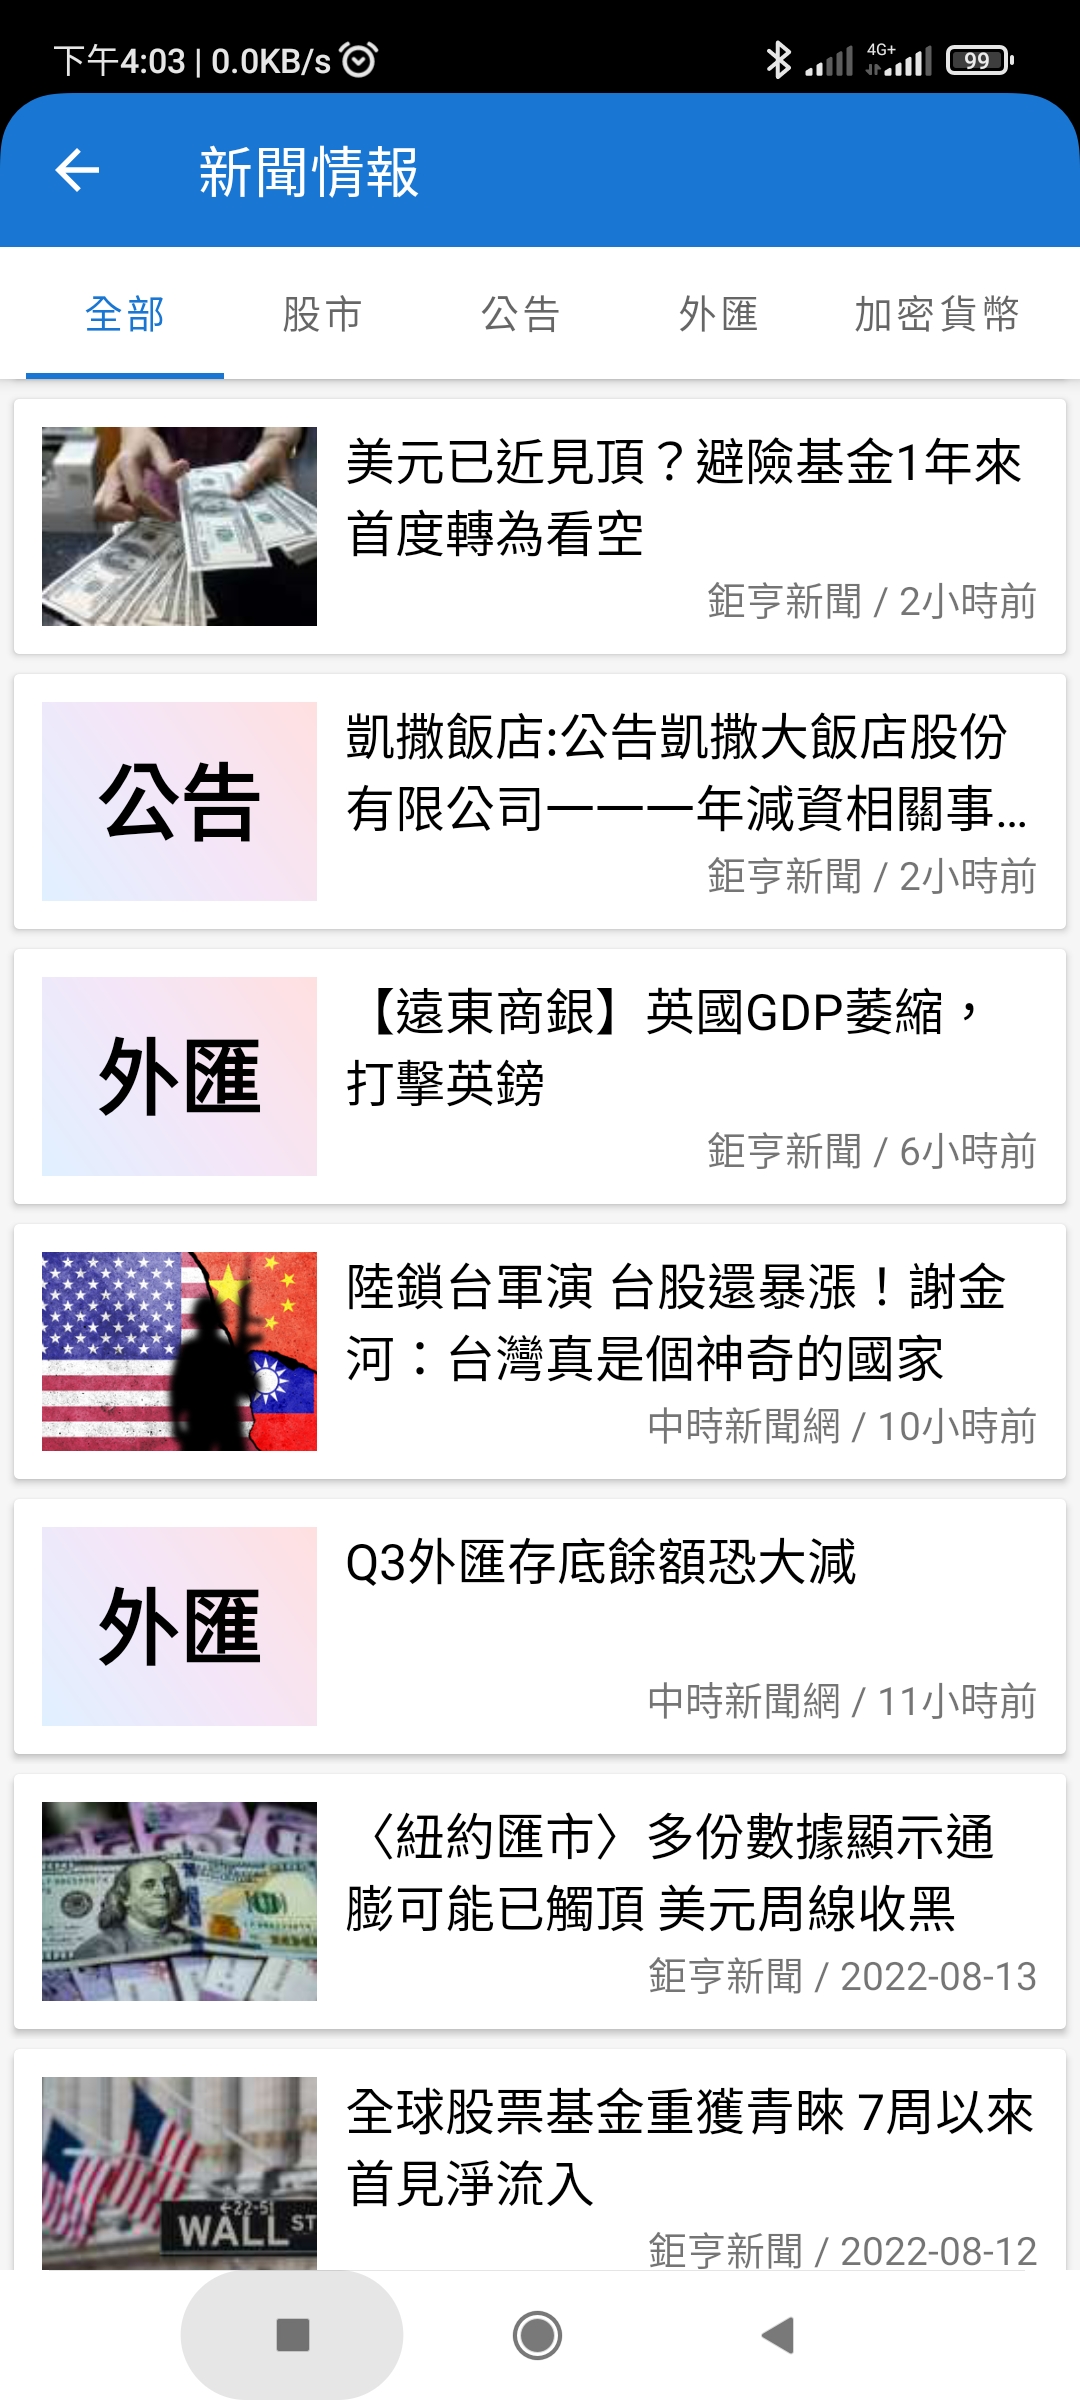 下午4:03 | 0.0KB/s
4G+
99
新聞情報
全部
股市
公告
外匯
加密貨幣
美元已近見頂？避險基金1年來
首度轉為看空
鉅亨新聞 / 2小時前
公告
凱撒飯店:公告凱撒大飯店股份
有限公司一一一年減資相關事...
鉅亨新聞 / 2小時前
外匯
【遠東商銀】英國GDP萎縮，
打擊英鎊
鉅亨新聞 / 6小時前
陸鎖台軍演 台股還暴漲！謝金
河：台灣真是個神奇的國家
中時新聞網 / 10小時前
外匯
Q3外匯存底餘額恐大減
中時新聞網 / 11小時前
〈紐約匯市〉多份數據顯示通
膨可能已觸頂 美元周線收黑
鉅亨新聞 / 2022-08-13
全球股票基金重獲青睞 7周以來
首見淨流入
←22-51
WALL ST
鉅亨新聞 / 2022-08-12